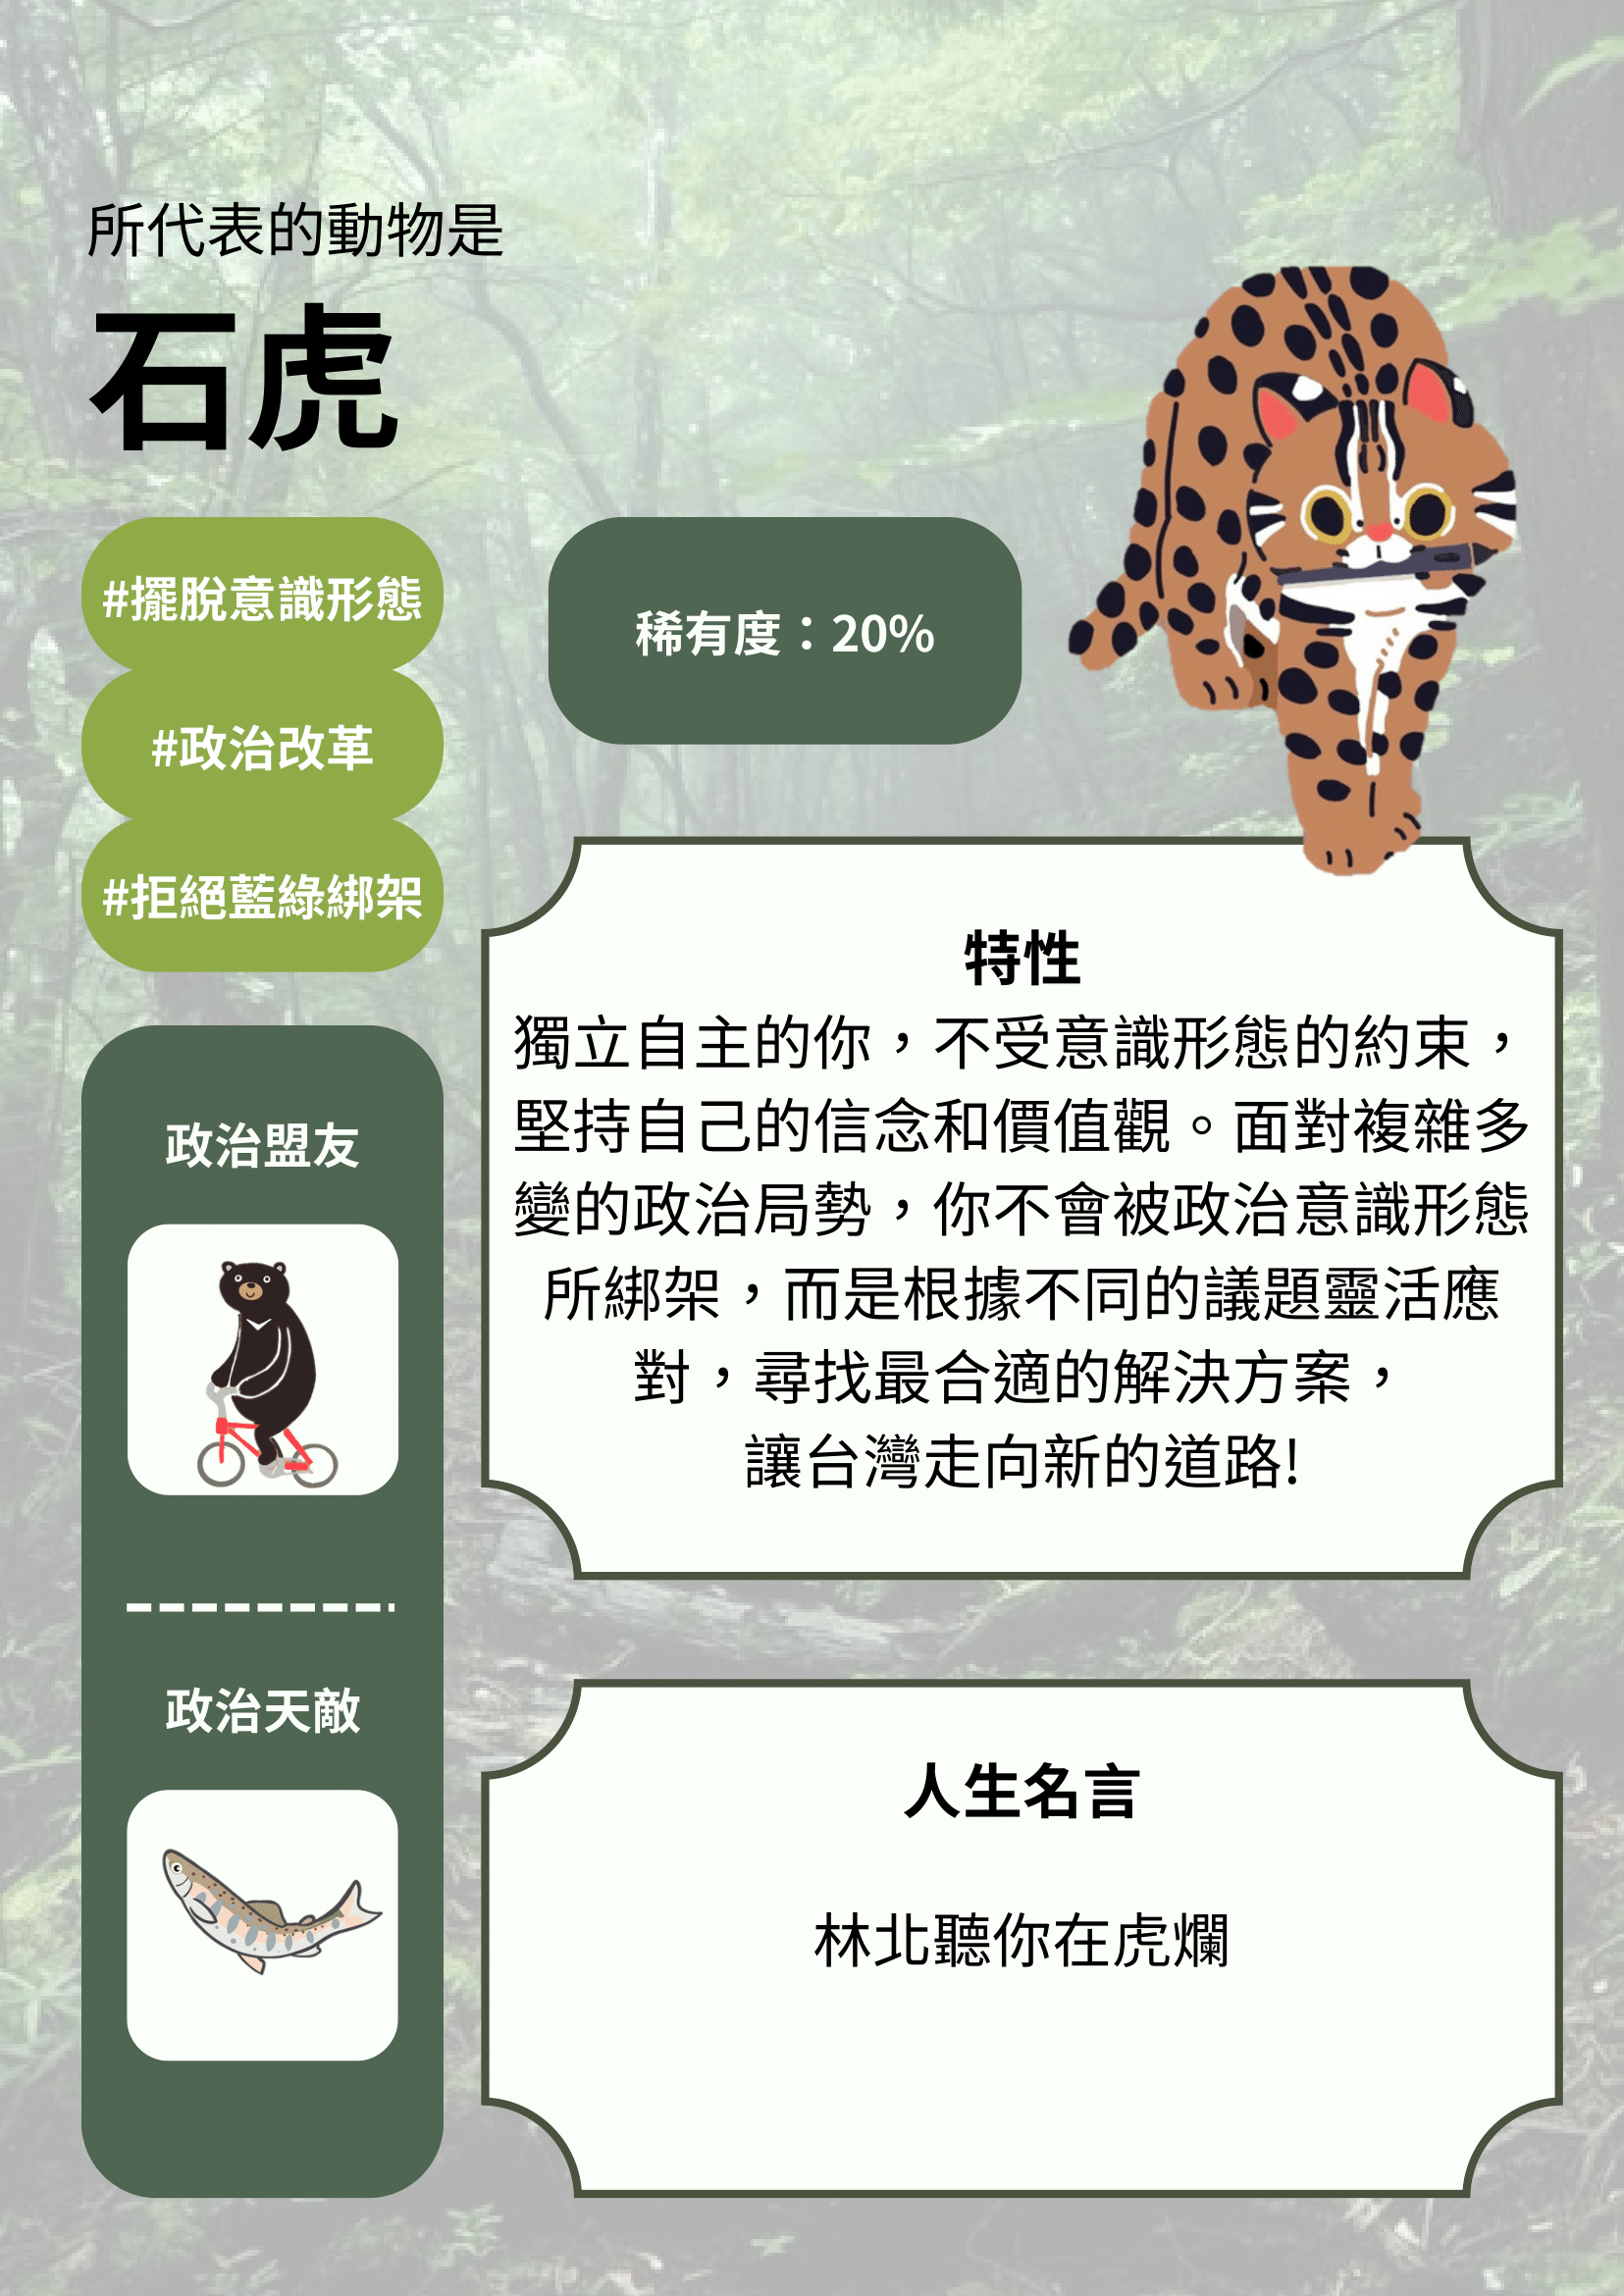 所代表的動物是
石虎
#擺脫意識形態
#政治改革
#拒絕藍綠綁架
稀有度：20%
特性
獨立自主的你，不受意識形態的約束，
堅持自己的信念和價值觀。面對複雜多
變的政治局勢，你不會被政治意識形態
所綁架，而是根據不同的議題靈活應
對，尋找最合適的解決方案，
讓台灣走向新的道路!
政治盟友
政治天敵
人生名言
林北聽你在虎爛